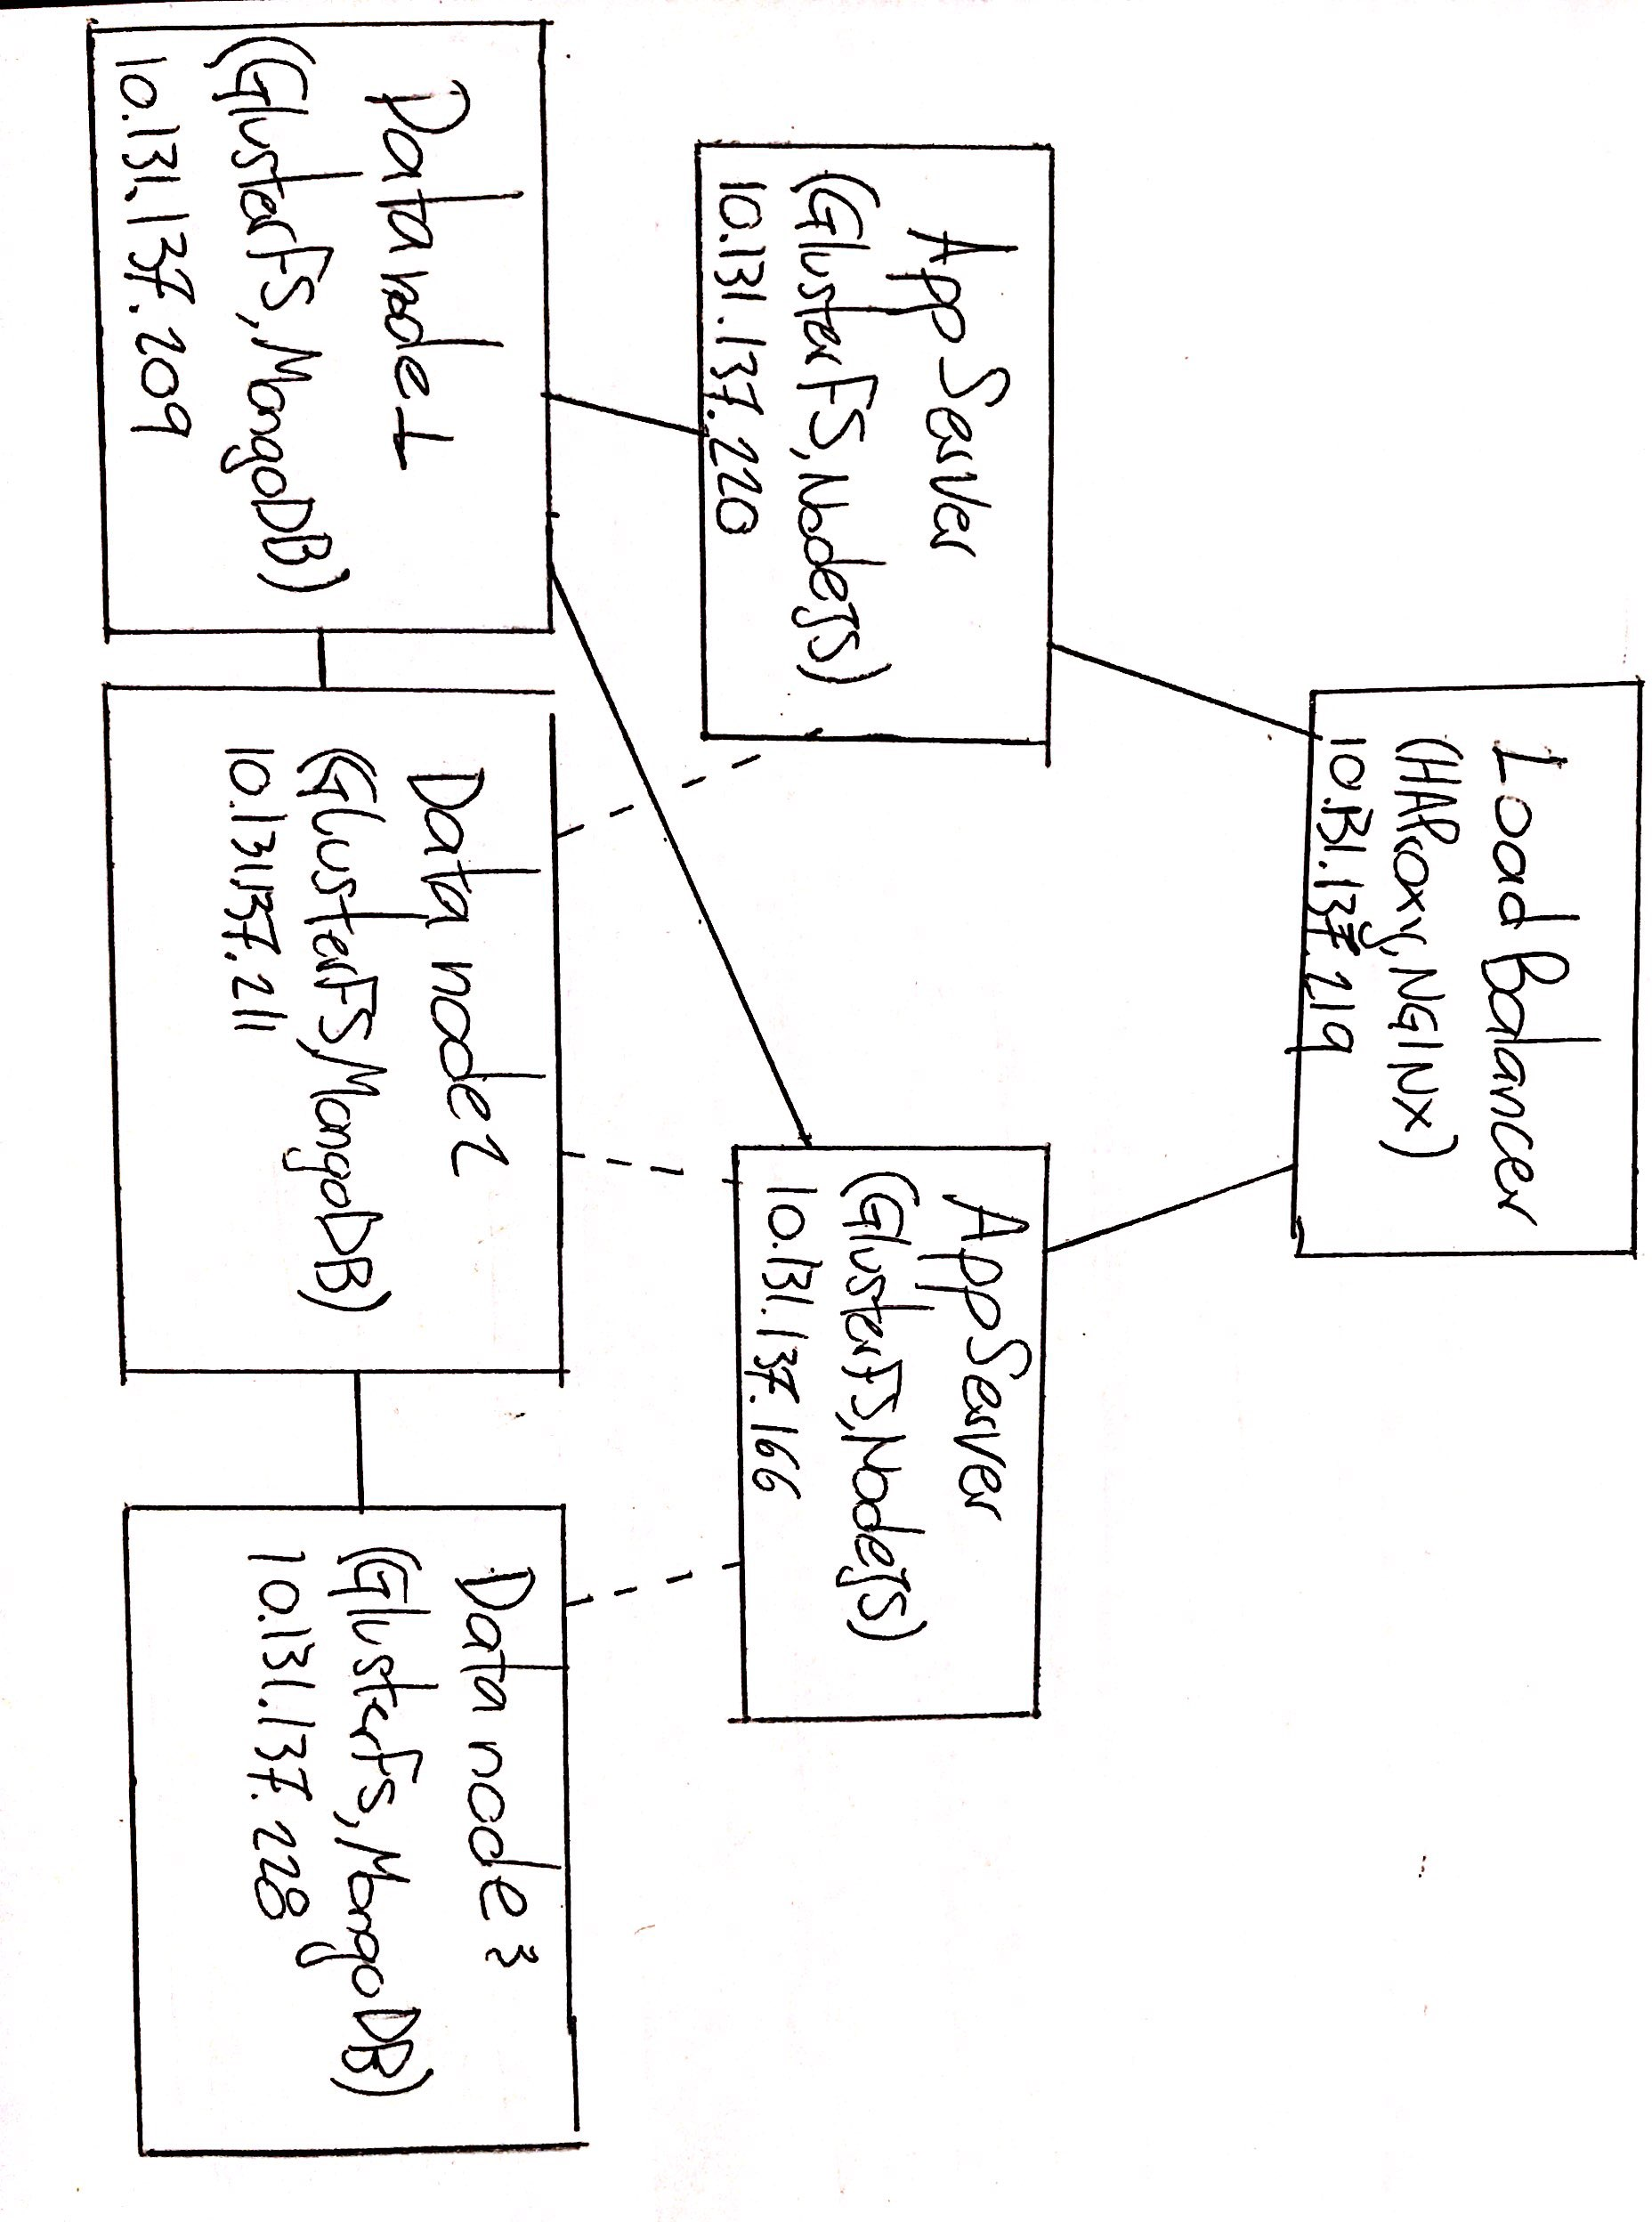 Load Balancer
(HAProxy, NGINX)
10.131.137.219
App Server
(GlusterFS, NodeJS)
10.131.137.220
App Server
(GlusterFS, NodeJS)
10.131.137.166
Data node 1
(GlusterFS, MongoDB)
10.131.137.209
Data node 2
(GlusterFS, MongoDB)
10.131.137.211
Data node 3
(GlusterFS, MongoDB)
10.131.137.228